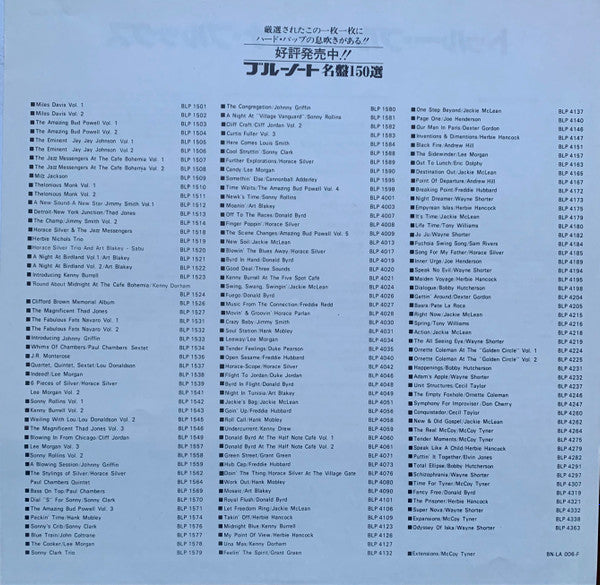 厳選されたこの一枚一枚に
ハード・バップの息吹きがある!!
好評発売中!!
ブルーノート名盤150選
■Miles Davis Vol. 1 BLP 1501
■Miles Davis Vol. 2 BLP 1502
■The Amazing Bud Powell Vol. 1 BLP 1503
■The Amazing Bud Powell Vol. 2 BLP 1504
■The Eminent Jay Jay Johnson Vol. 1 BLP 1505
■The Eminent Jay Jay Johnson Vol. 2 BLP 1506
■The Jazz Messengers At The Cafe Bohemia Vol. 1 BLP 1507
■The Jazz Messengers At The Cafe Bohemia Vol. 2 BLP 1508
■Milt Jackson BLP 1509
■Thelonious Monk Vol. 1 BLP 1510
■Thelonious Monk Vol. 2 BLP 1511
■A New Sound A New Star:Jimmy Smith Vol.1 BLP 1512
■Detroit-New York Junction:Thad Jones BLP 1513
■The Champ:Jimmy Smith Vol. 2 BLP 1514
■Horace Silver & The Jazz Messengers BLP 1518
■Herbie Nichols Trio BLP 1519
■Horace Silver Trio And Art Blakey - Sabu BLP 1520
■A Night At Birdland Vol.1:Art Blakey BLP 1521
■A Night At Birdland Vol.2:Art Blakey BLP 1522
■Introducing Kenny Burrell BLP 1523
■'Round About Midnight At The Cafe Bohemia:Kenny Dorham
BLP 1524
■Clifford Brown Memorial Album BLP 1526
■The Magnificent Thad Jones BLP 1527
■The Fabulous Fats Navaro Vol. 1 BLP 1531
■The Fabulous Fats Navaro Vol. 2 BLP 1532
■Introducing Johnny Griffin BLP 1533
■Whims Of Chambers:Paul Chambers Sextet BLP 1534
■J.R. Monterose BLP 1536
■Quartet, Quintet, Sextet:Lou Donaldson BLP 1537
■Indeed!:Lee Morgan BLP 1538
■6 Pieces of Silver:Horace Silver BLP 1539
Lee Morgan Vol. 2 BLP 1541
■Sonny Rollins Vol. 1 BLP 1542
■Kenny Burrell Vol. 2 BLP 1543
■Wailing With Lou:Lou Donaldson BLP 1545
■The Magnificent Thad Jones Vol. 3 BLP 1546
■Blowing In From Chicago:Cliff Jordan BLP 1549
■Lee Morgan Vol. 3 BLP 1557
■Sonny Rollins Vol. 2 BLP 1558
■A Blowing Session:Johnny Griffin BLP 1559
■The Stylings of Silver:Horace Silver BLP 1562
Paul Chambers Quintet BLP 1564
■Bass On Top:Paul Chambers BLP 1569
■Dial "S" For Sonny:Sonny Clark BLP 1570
■The Amazing Bud Powell Vol. 3 BLP 1571
■Peckin' Time:Hank Mobley BLP 1574
■Sonny's Crib:Sonny Clark BLP 1576
■Blue Train:John Coltrane BLP 1577
■The Cooker:Lee Morgan BLP 1578
■Sonny Clark Trio BLP 1579
■The Congregation:Johnny Griffin BLP 1580
■A Night At "Village Vanguard":Sonny Rollins BLP 1581
■Cliff Craft:Cliff Jordan Vol. 2 BLP 1582
■Curtis Fuller Vol. 3 BLP 1583
■Here Comes Louis Smith BLP 1584
■Cool Struttin':Sonny Clark BLP 1588
■Further Explorations:Horace Silver BLP 1589
■Candy:Lee Morgan BLP 1590
■Somethin' Else:Cannonball Adderley BLP 1595
■Time Waits:The Amazing Bud Powell Vol. 4 BLP 1598
■Newk's Time:Sonny Rollins BLP 4001
■Moanin':Art Blakey BLP 4003
■Off To The Races:Donald Byrd BLP 4007
■Finger Poppin':Horace Silver BLP 4008
■The Scene Changes:Amazing Bud Powell Vol. 5 BLP 4009
■New Soil:Jackie McLean BLP 4013
■Blowin' The Blues Away:Horace Silver BLP 4017
■Byrd In Hand:Donald Byrd BLP 4019
■Good Deal:Three Sounds BLP 4020
■Kenny Burrell At The Five Spot Café BLP 4021
■Swing, Swang, Swingin':Jackie McLean BLP 4024
■Fuego:Donald Byrd BLP 4026
■Music From The Connection:Freddie Redd BLP 4027
■Movin' & Groovin':Horace Parlan BLP 4028
■Crazy Baby:Jimmy Smith BLP 4030
■Soul Station:Hank Mobley BLP 4031
■Leeway:Lee Morgan BLP 4034
■Tender Feelings:Duke Pearson BLP 4035
■Open Sasame:Freddie Hubbard BLP 4040
■Horace-Scope:Horace Silver BLP 4042
■Flight To Jordan:Duke Jordan BLP 4046
■Byrd In Flight:Donald Byrd BLP 4048
■Night In Tunisia:Art Blakey BLP 4049
■Jackie's Bag:Jackie McLean BLP 4051
■Goin' Up:Freddie Hubbard
■Roll Call:Hank Mobley BLP 4058
■Undercurrent:Kenny Drew BLP 4059
■Donald Byrd At The Half Note Café Vol. 1 BLP 4060
■Donald Byrd At The Half Note Café Vol. 2 BLP 4061
■Green Street:Grant Green BLP 4071
■Hub Cap:Freddie Hubbard BLP 4073
■Doin' The Thing:Horace Silver At The Village Gate BLP 4076
■Work Out:Hank Mobley BLP 4080
■Mosaic:Art Blakey BLP 4090
■Royal Flush:Donald Byrd BLP 4101
■Let Freedom Ring:Jackie McLean BLP 4106
■Takin' Off:Herbie Hancock BLP 4109
■Midnight Blue:Kenny Burrell BLP 4123
■My Point Of View:Herbie Hancock BLP 4126
■Una Max:Kenny Dorham BLP 4127
■Feelin' The Spirit:Grant Green BLP 4132
■One Step Beyond:Jackie McLean BLP 4137
■Page One:Joe Henderson BLP 4140
■Our Man In Paris:Dexter Gordon BLP 4146
■Inventions & Dimensions:Herbie Hancock BLP 4147
■Black Fire:Andrew Hill BLP 4151
■The Sidewinder:Lee Morgan BLP 4157
■Out To Lunch:Eric Dolphy BLP 4163
■Destination Out:Jackie McLean BLP 4165
■Point Of Departure:Andrew Hill BLP 4167
■Breaking Point:Freddie Hubbard BLP 4172
■Night Dreamer:Wayne Shorter BLP 4173
■Empyrean Isles:Herbie Hancock BLP 4175
■It's Time:Jackie McLean BLP 4179
■Life Time:Tony Williams BLP 4180
■Ju Ju:Wayne Shorter BLP 4182
■Fuchsia Swing Song:Sam Rivers BLP 4184
■Song For My Father:Horace Silver BLP 4185
■Inner Urge:Joe Henderson BLP 4189
■Speak No Evil:Wayne Shorter BLP 4194
■Maiden Voyage:Herbie Hancock BLP 4195
■Dialogue:Bobby Hutcherson BLP 4198
■Gettin' Around:Dexter Gordon BLP 4204
■Basra:Pete La Roca BLP 4205
■Right Now:Jackie McLean BLP 4215
■Spring:Tony Williams BLP 4216
■Action:Jackie McLean BLP 4218
■The All Seeing Eye:Wayne Shorter BLP 4219
■Ornette Coleman At The "Golden Circle" Vol. 1 BLP 4224
■Ornette Coleman At The "Golden Circle" Vol. 2 BLP 4225
■Happenings:Bobby Hutcherson BLP 4231
■Adam's Apple:Wayne Shorter BLP 4232
■Unit Structures:Cecil Taylor BLP 4237
■The Empty Foxhole:Ornette Coleman BLP 4246
■Symphony For Improviser:Don Cherry BLP 4247
■Conquistador:Cecil Taylor BLP 4260
■New & Old Gospel:Jackie McLean BLP 4262
■The Real McCoy:McCoy Tyner BLP 4264
■Tender Moments:McCoy Tyner BLP 4275
■Speak Like A Child:Herbie Hancock BLP 4279
■Puttin' It Together:Elvin Jones BLP 4282
■Total Ellipse:Bobby Hutcherson BLP 4291
■Schizophrenia:Wayne Shorter BLP 4297
■Time For Tyner:McCoy Tyner BLP 4307
■Fancy Free:Donald Byrd BLP 4319
■The Prisoner:Herbie Hancock BLP 4321
■Super Nova:Wayne Shorter BLP 4332
■Expansions:McCoy Tyner BLP 4338
■Odyssey Of Iska:Wayne Shorter BLP 4363
■Extensions:McCoy Tyner BN-LA 006-F